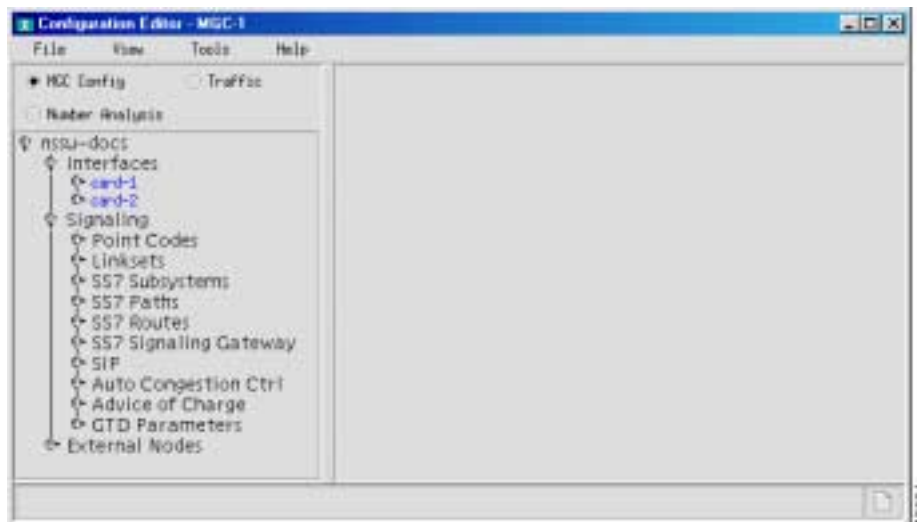 Configuration Editor - MGC-1
File View Tools Help
MGC Config Traffic
Number Analysis
nssu-docs
Interfaces
card-1
card-2
Signaling
Point Codes
Linksets
SS7 Subsystems
SS7 Paths
SS7 Routes
SS7 Signaling Gateway
SIP
Auto Congestion Ctrl
Advice of Charge
GTD Parameters
External Nodes